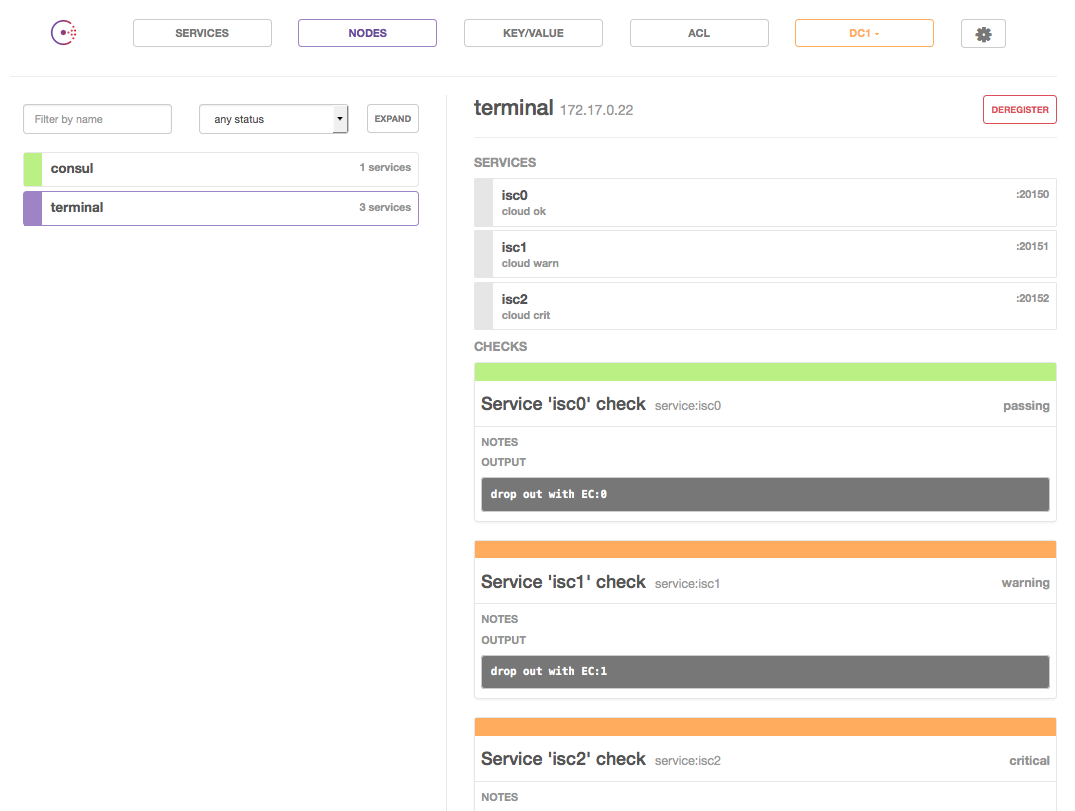 SERVICES NODES KEY/VALUE ACL DC1 -
Filter by name any status EXPAND
consul 1 services
terminal 3 services
terminal 172.17.0.22 DEREGISTER
SERVICES
isc0 :20150
cloud ok
isc1 :20151
cloud warn
isc2 :20152
cloud crit
CHECKS
Service 'isc0' check service:isc0 passing
NOTES
OUTPUT
drop out with EC:0
Service 'isc1' check service:isc1 warning
NOTES
OUTPUT
drop out with EC:1
Service 'isc2' check service:isc2 critical
NOTES